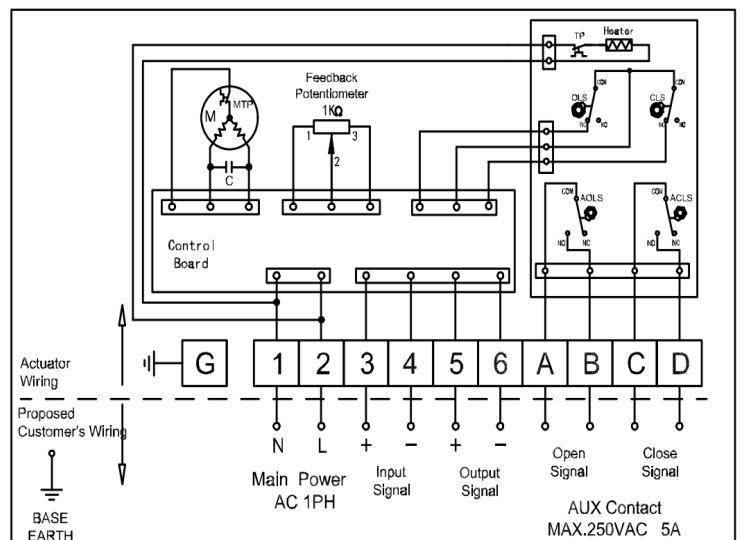 TP Heater
Feedback
Potentiometer
1KΩ
M MTP
1 3
2
C
COM COM
OLS CLS
NC NO NC NO
COM COM
AOLS ACLS
NO NC NO NC
Control
Board
G 1 2 3 4 5 6 A B C D
Actuator
Wiring
Proposed
Customer's Wiring
N L + − + −
Main Power
AC 1PH
Input
Signal
Output
Signal
Open
Signal
Close
Signal
AUX Contact
MAX.250VAC 5A
BASE
EARTH